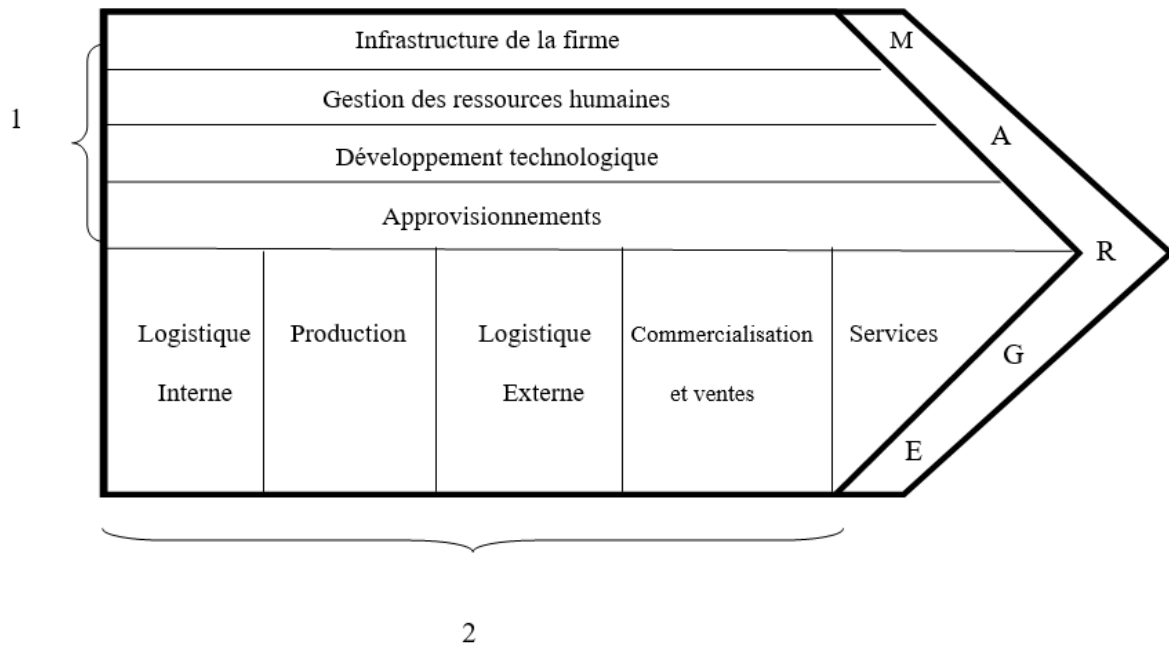 Infrastructure de la firme
M
Gestion des ressources humaines
1
A
Développement technologique
Approvisionnements
R
Logistique
Interne
Production
Logistique
Externe
Commercialisation
et ventes
Services
G
E
2